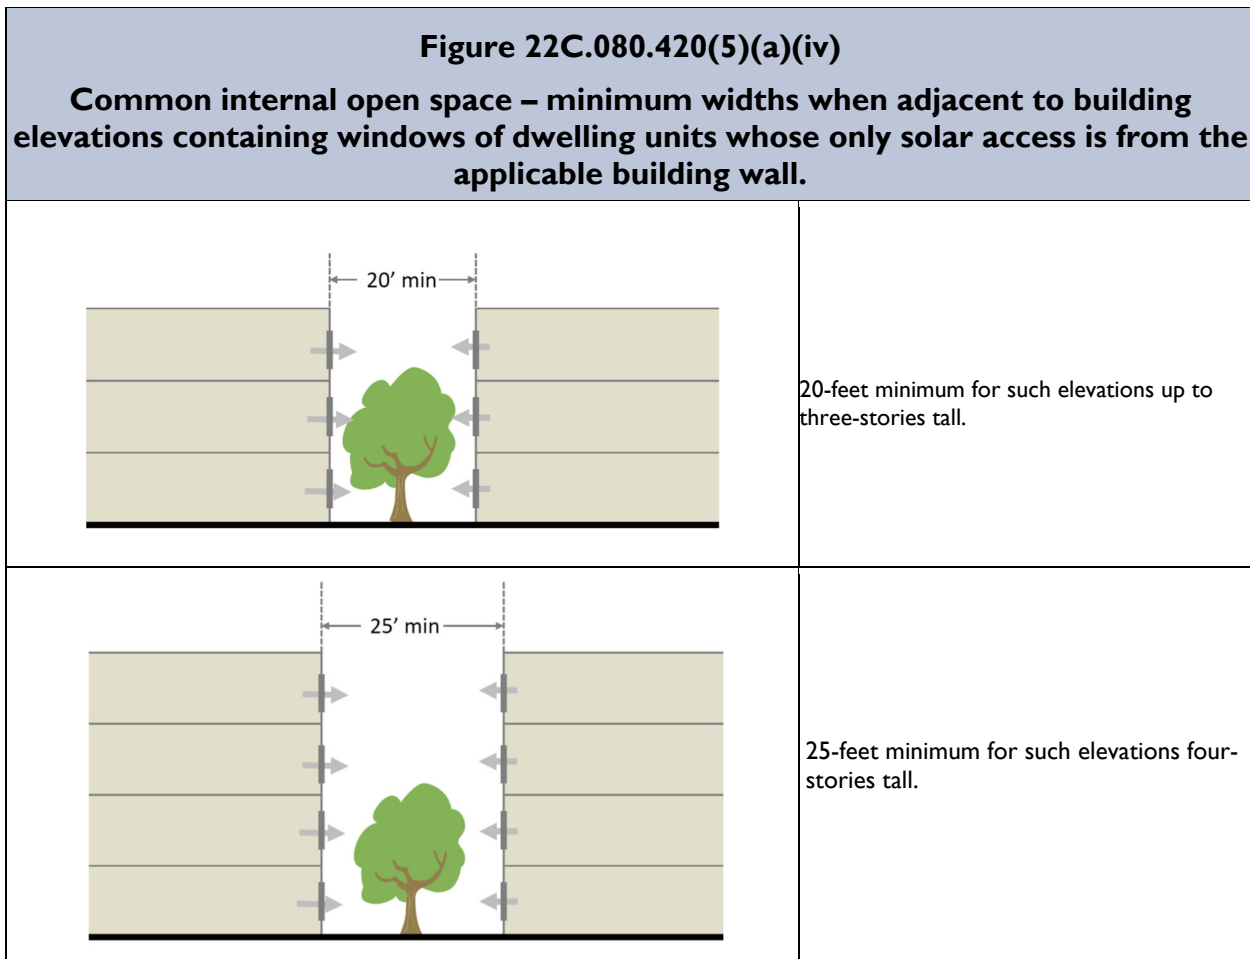 Figure 22C.080.420(5)(a)(iv)
Common internal open space – minimum widths when adjacent to building
elevations containing windows of dwelling units whose only solar access is from the
applicable building wall.
20' min
20-feet minimum for such elevations up to
three-stories tall.
25' min
25-feet minimum for such elevations four-
stories tall.